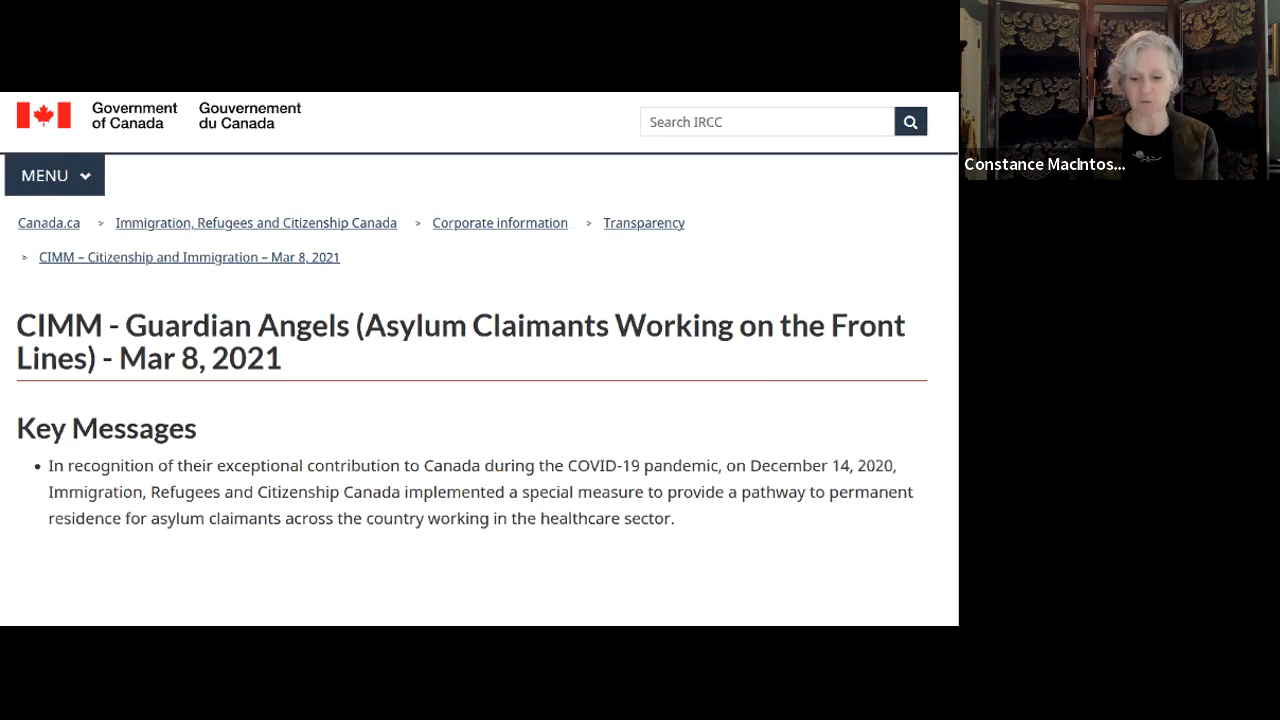 Government of Canada
Gouvernement du Canada
Search IRCC
MENU
Canada.ca > Immigration, Refugees and Citizenship Canada > Corporate information > Transparency
> CIMM – Citizenship and Immigration – Mar 8, 2021
CIMM - Guardian Angels (Asylum Claimants Working on the Front
Lines) - Mar 8, 2021
Key Messages
• In recognition of their exceptional contribution to Canada during the COVID-19 pandemic, on December 14, 2020,
Immigration, Refugees and Citizenship Canada implemented a special measure to provide a pathway to permanent
residence for asylum claimants across the country working in the healthcare sector.
Constance MacIntos...